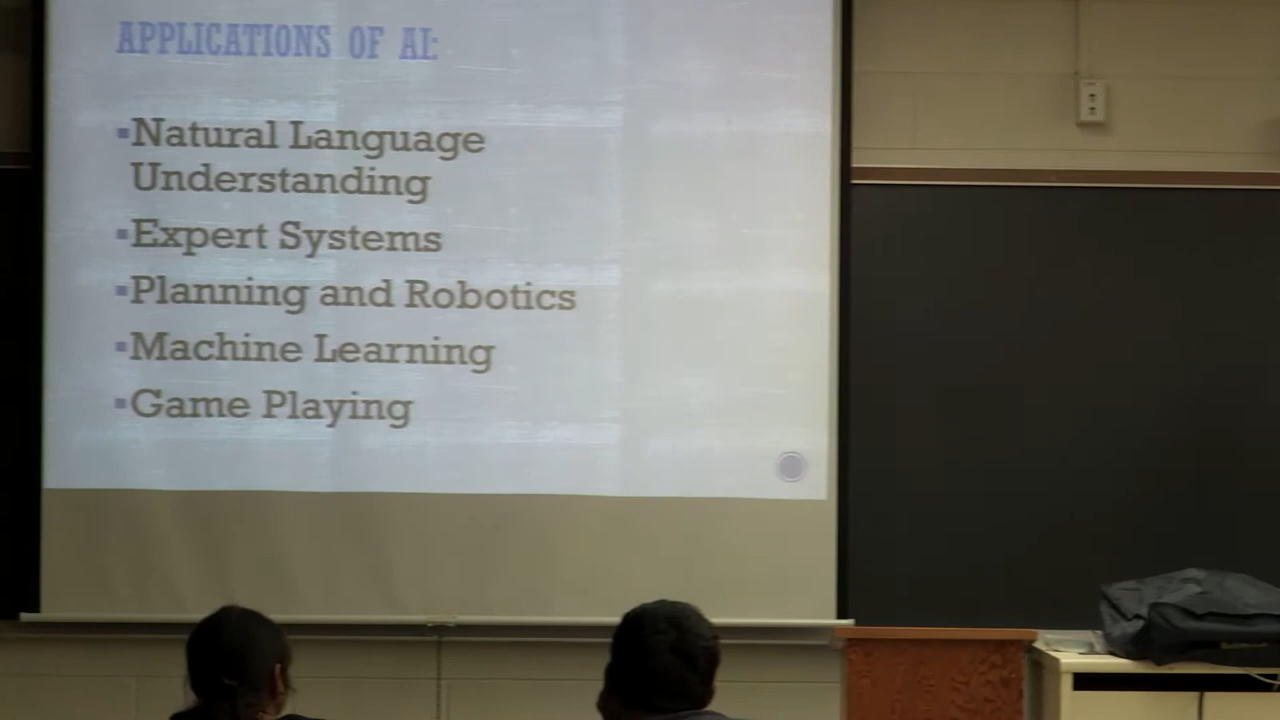 APPLICATIONS OF AI:
▪Natural Language
Understanding
▪Expert Systems
▪Planning and Robotics
▪Machine Learning
▪Game Playing